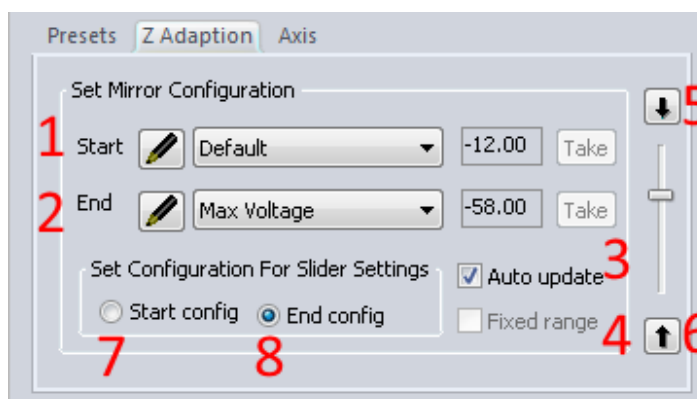 Presets Z Adaption Axis
Set Mirror Configuration
5
1 Start Default -12.00 Take
2 End Max Voltage -58.00 Take
Set Configuration For Slider Settings
Auto update 3
Start config End config
Fixed range 4
6
7 8